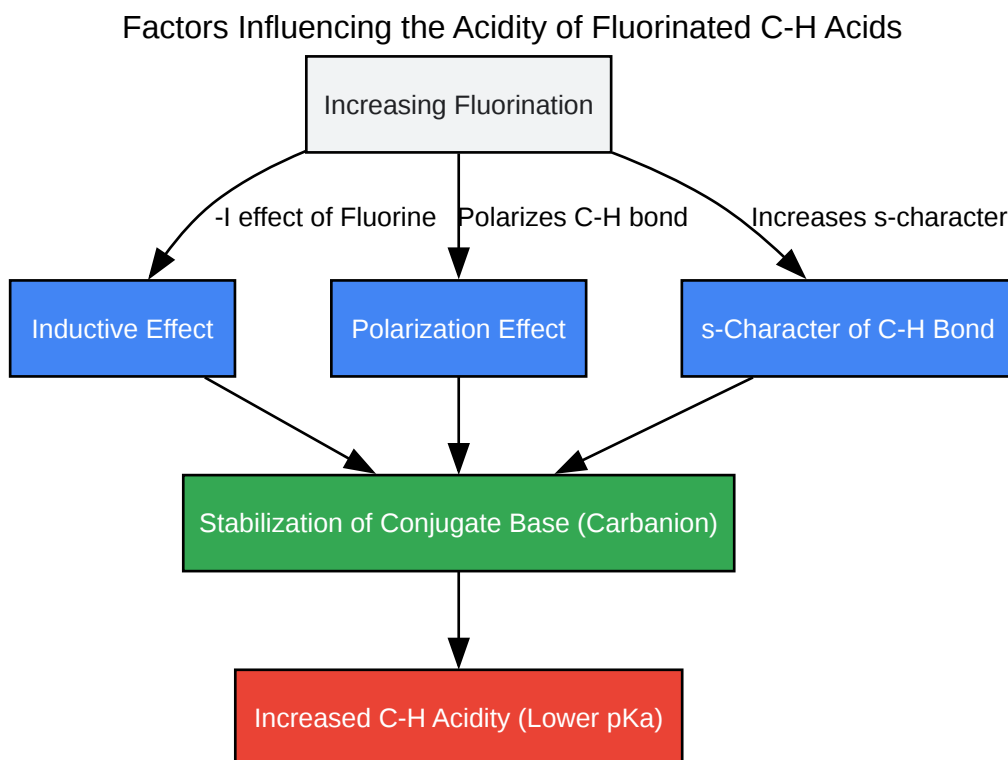 Factors Influencing the Acidity of Fluorinated C-H Acids
Increasing Fluorination
-I effect of Fluorine
Polarizes C-H bond
Increases s-character
Inductive Effect
Polarization Effect
s-Character of C-H Bond
Stabilization of Conjugate Base (Carbanion)
Increased C-H Acidity (Lower pKa)